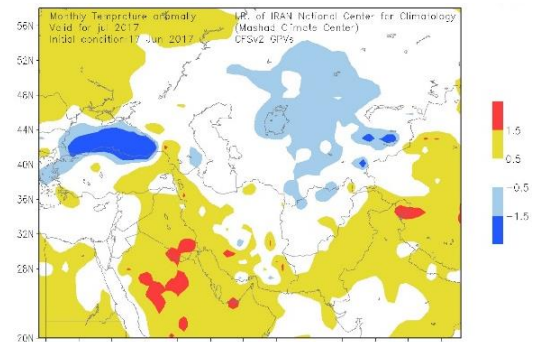 Monthly Temprature anomaly
I.R. of IRAN National Center for Climatology
Valid for jul 2017
(Mashad Climate Center)
Initial condition 17 jun 2017
CFSv2 GPVs
56N
52N
48N
44N
40N
36N
32N
28N
20N
1.5
0.5
-0.5
-1.5